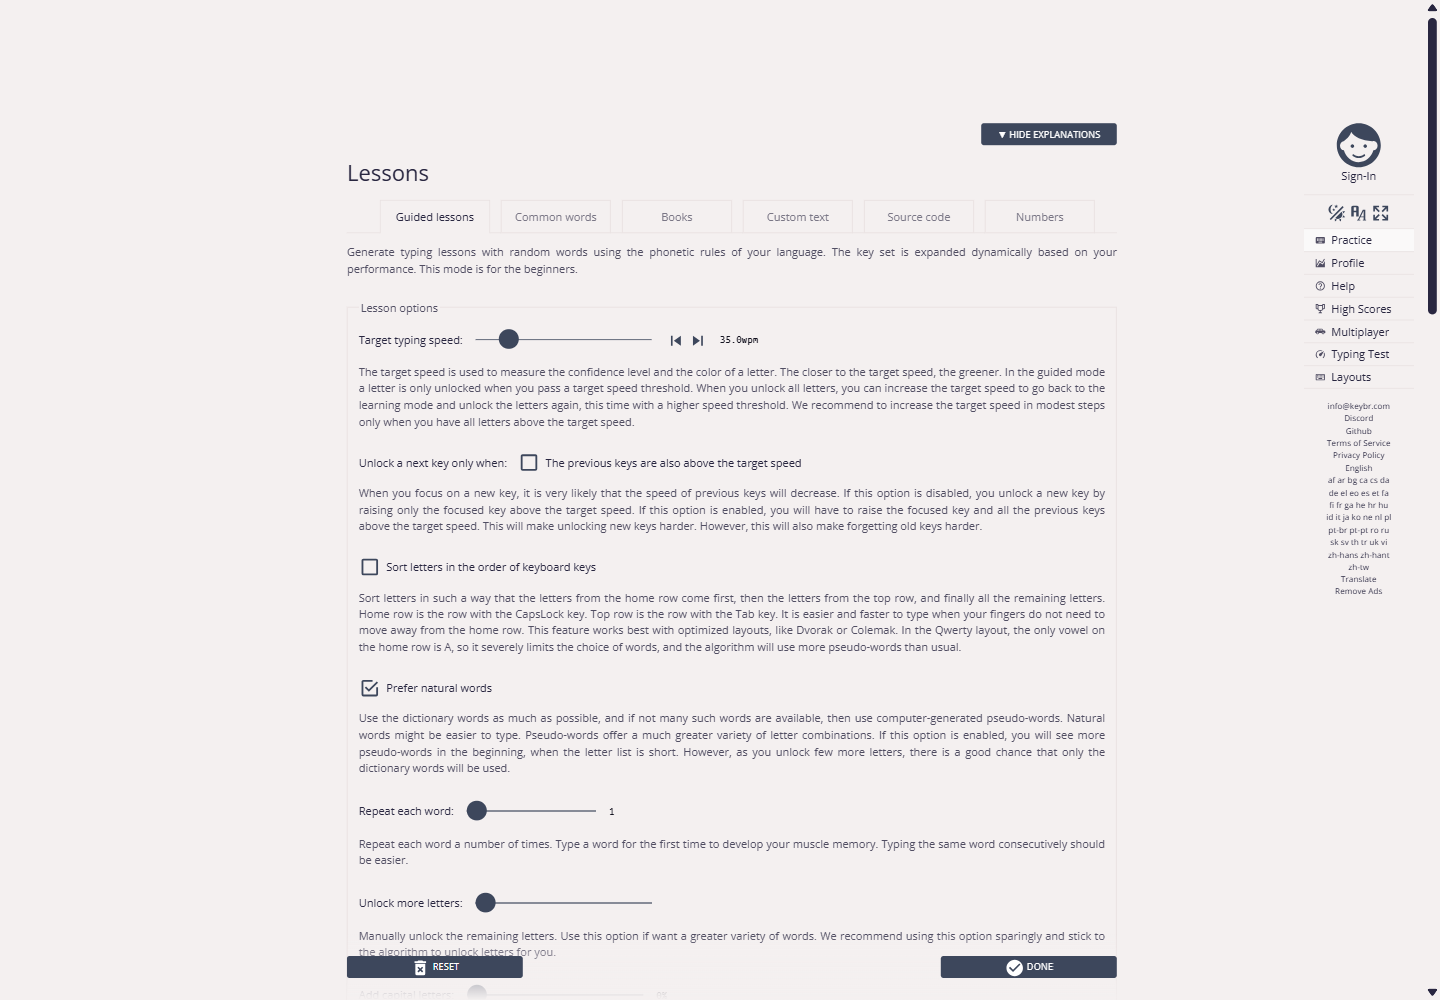 ▼ HIDE EXPLANATIONS
Lessons
Guided lessons
Common words
Books
Custom text
Source code
Numbers
Generate typing lessons with random words using the phonetic rules of your language. The key set is expanded dynamically based on your
performance. This mode is for the beginners.
Lesson options
Target typing speed:
35.0wpm
The target speed is used to measure the confidence level and the color of a letter. The closer to the target speed, the greener. In the guided mode
a letter is only unlocked when you pass a target speed threshold. When you unlock all letters, you can increase the target speed to go back to the
learning mode and unlock the letters again, this time with a higher speed threshold. We recommend to increase the target speed in modest steps
only when you have all letters above the target speed.
Unlock a next key only when:
The previous keys are also above the target speed
When you focus on a new key, it is very likely that the speed of previous keys will decrease. If this option is disabled, you unlock a new key by
raising only the focused key above the target speed. If this option is enabled, you will have to raise the focused key and all the previous keys
above the target speed. This will make unlocking new keys harder. However, this will also make forgetting old keys harder.
Sort letters in the order of keyboard keys
Sort letters in such a way that the letters from the home row come first, then the letters from the top row, and finally all the remaining letters.
Home row is the row with the CapsLock key. Top row is the row with the Tab key. It is easier and faster to type when your fingers do not need to
move away from the home row. This feature works best with optimized layouts, like Dvorak or Colemak. In the Qwerty layout, the only vowel on
the home row is A, so it severely limits the choice of words, and the algorithm will use more pseudo-words than usual.
Prefer natural words
Use the dictionary words as much as possible, and if not many such words are available, then use computer-generated pseudo-words. Natural
words might be easier to type. Pseudo-words offer a much greater variety of letter combinations. If this option is enabled, you will see more
pseudo-words in the beginning, when the letter list is short. However, as you unlock few more letters, there is a good chance that only the
dictionary words will be used.
Repeat each word:
1
Repeat each word a number of times. Type a word for the first time to develop your muscle memory. Typing the same word consecutively should
be easier.
Unlock more letters:
Manually unlock the remaining letters. Use this option if want a greater variety of words. We recommend using this option sparingly and stick to
the algorithm to unlock letters for you.
RESET
DONE
Add capital letters:
Sign-In
Practice
Profile
Help
High Scores
Multiplayer
Typing Test
Layouts
info@keybr.com
Discord
Github
Terms of Service
Privacy Policy
English
af ar bg ca cs da
de el eo es et fa
fi fr ga he hr hu
id it ja ko ne nl pl
pt-br pt-pt ro ru
sk sv th tr uk vi
zh-hans zh-hant
zh-tw
Translate
Remove Ads